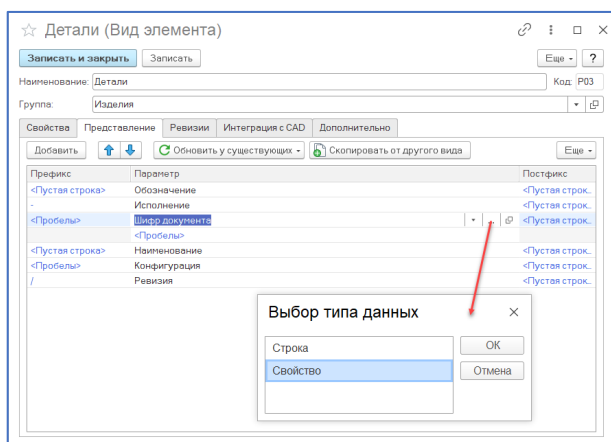 Детали (Вид элемента)
Записать и закрыть Записать Еще ?
Наименование: Детали Код: P03
Группа: Изделия
Свойства Представление Ревизии Интеграция с CAD Дополнительно
Добавить Обновить у существующих Скопировать от другого вида Еще
Префикс Параметр Постфикс
<Пустая строка> Обозначение <Пустая строк...
- Исполнение <Пустая строк...
<Пробелы> Шифр документа ... <Пустая строк...
<Пробелы>
<Пустая строка> Наименование <Пустая строк...
<Пробелы> Конфигурация <Пустая строк...
/ Ревизия <Пустая строк...
Выбор типа данных
Строка ОК
Свойство Отмена